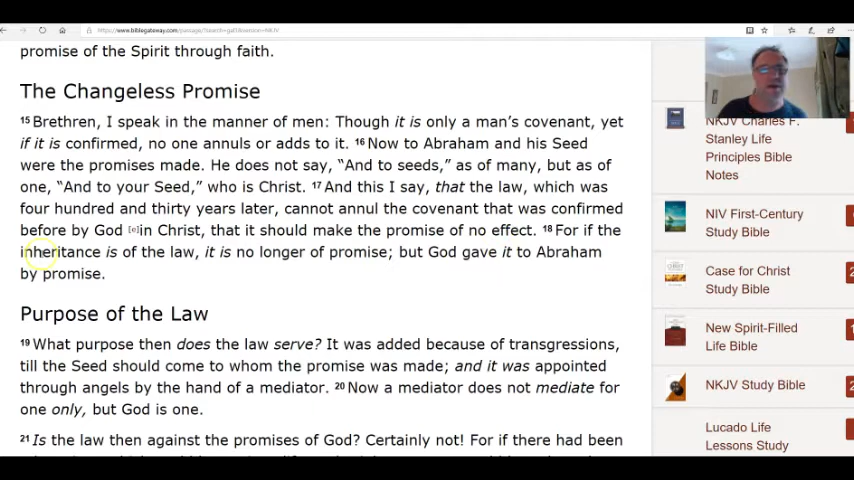 https://www.biblegateway.com/passage/?search=gal3&version=NKJV
promise of the Spirit through faith.
The Changeless Promise
15 Brethren, I speak in the manner of men: Though it is only a man's covenant, yet
if it is confirmed, no one annuls or adds to it. 16 Now to Abraham and his Seed
were the promises made. He does not say, “And to seeds,” as of many, but as of
one, “And to your Seed,” who is Christ. 17 And this I say, that the law, which was
four hundred and thirty years later, cannot annul the covenant that was confirmed
before by God [e]in Christ, that it should make the promise of no effect. 18 For if the
inheritance is of the law, it is no longer of promise; but God gave it to Abraham
by promise.
Purpose of the Law
19 What purpose then does the law serve? It was added because of transgressions,
till the Seed should come to whom the promise was made; and it was appointed
through angels by the hand of a mediator. 20 Now a mediator does not mediate for
one only, but God is one.
21 Is the law then against the promises of God? Certainly not! For if there had been
NKJV Charles F.
Stanley Life
Principles Bible
Notes
NIV First-Century
Study Bible
Case for Christ
Study Bible
New Spirit-Filled
Life Bible
NKJV Study Bible
Lucado Life
Lessons Study